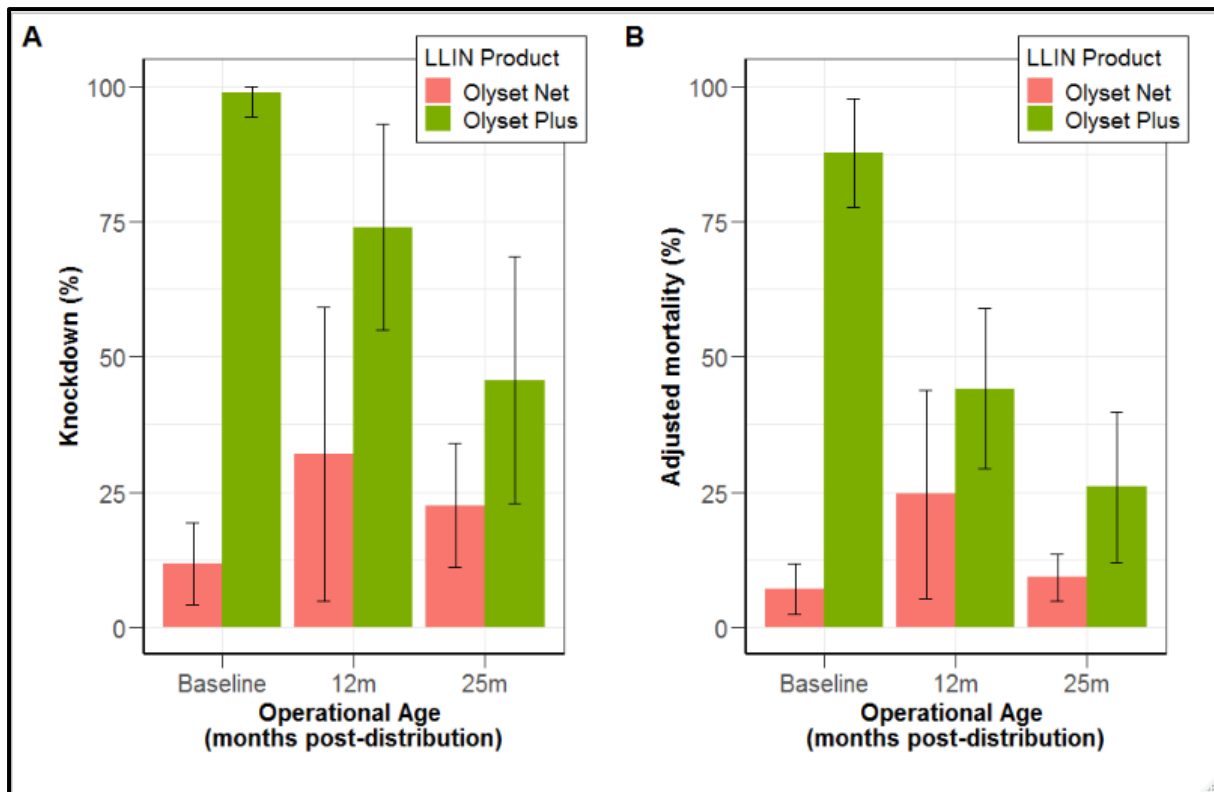 A
LLIN Product
Olyset Net
Olyset Plus
100
75
50
25
0
Knockdown (%)
Baseline
12m
25m
Operational Age
(months post-distribution)
B
LLIN Product
Olyset Net
Olyset Plus
100
75
50
25
0
Adjusted mortality (%)
Baseline
12m
25m
Operational Age
(months post-distribution)